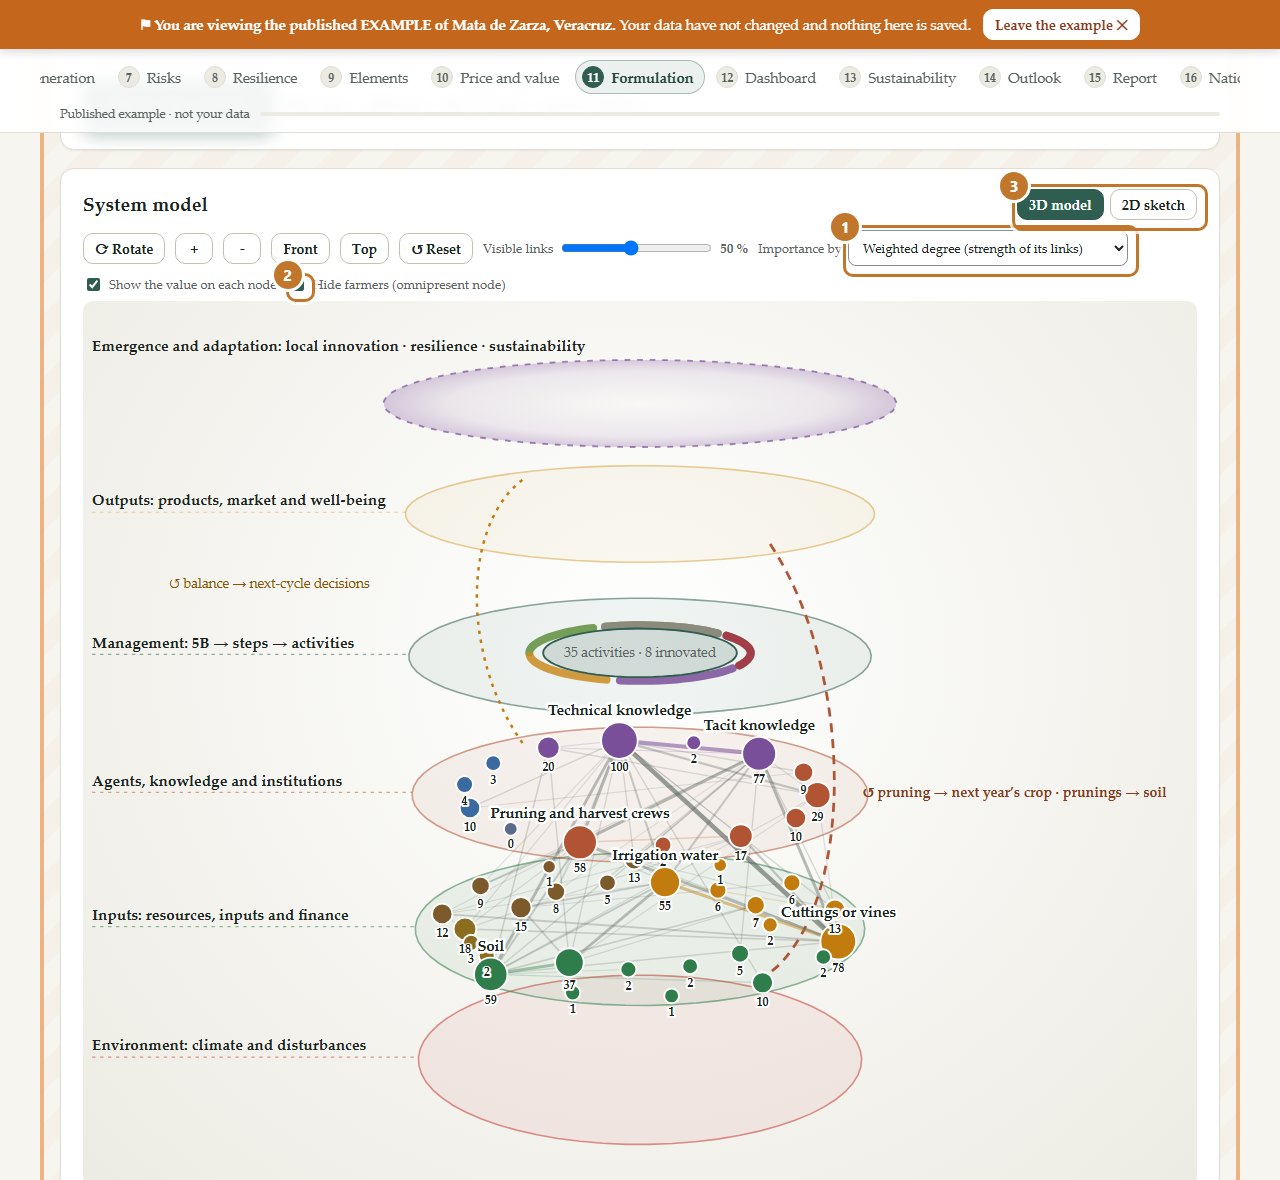 ⚑ You are viewing the published EXAMPLE of Mata de Zarza, Veracruz. Your data have not changed and nothing here is saved. Leave the example ✕
neration 7 Risks 8 Resilience 9 Elements 10 Price and value 11 Formulation 12 Dashboard 13 Sustainability 14 Outlook 15 Report 16 Natio
Published example · not your data
3
System model
3D model 2D sketch
1
⟳ Rotate + - Front Top ↺ Reset Visible links 50 % Importance by Weighted degree (strength of its links)
2
Show the value on each node Hide farmers (omnipresent node)
Emergence and adaptation: local innovation · resilience · sustainability
Outputs: products, market and well-being
↺ balance → next-cycle decisions
Management: 5B → steps → activities
35 activities · 8 innovated
Technical knowledge
Tacit knowledge
2
20 100
3 77
Agents, knowledge and institutions
9
↺ pruning → next year’s crop · prunings → soil
4
Pruning and harvest crews 29
10
10
0
Irrigation water 17
2
58
13 1
1
9 5 6
8 55 6
Inputs: resources, inputs and finance
Cuttings or vines
15 7
12 13
2
18
Soil
3
2 5 78
2
37 2 2
59 10
1 1
Environment: climate and disturbances